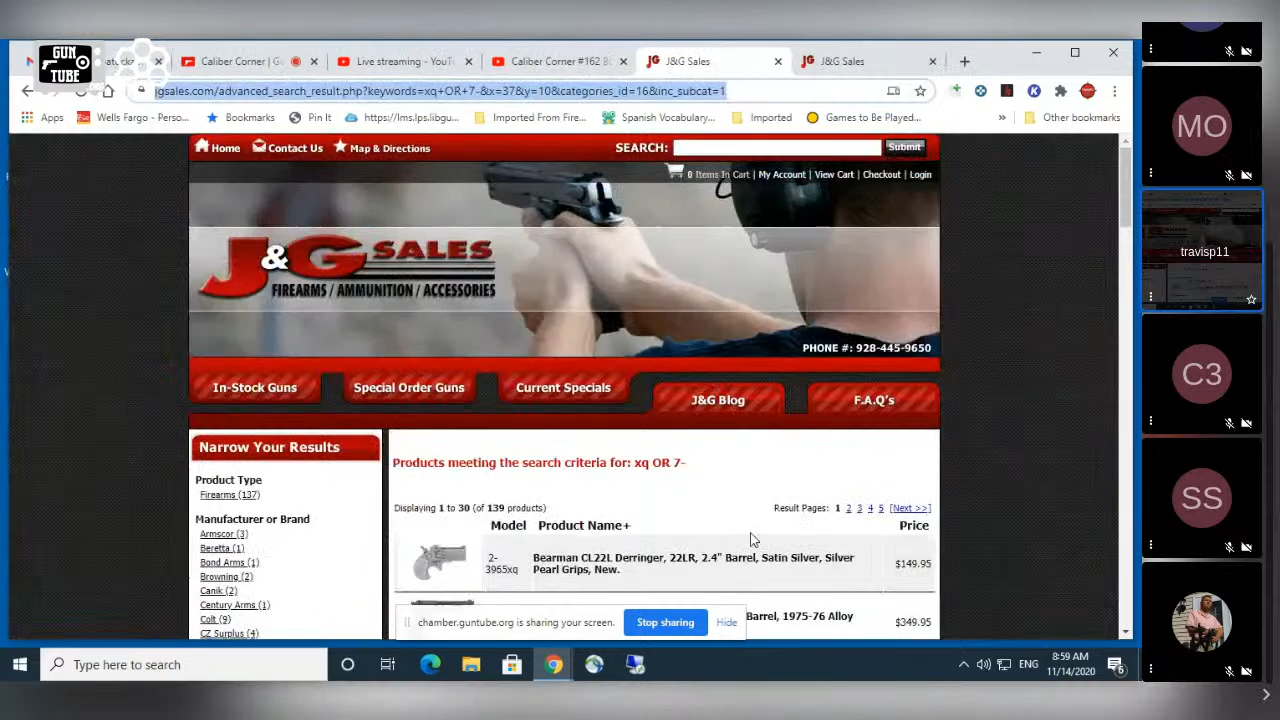 GUN
TUBE
Caliber Corner | G
Live streaming - YouT
Caliber Corner #162 B
J&G Sales
J&G Sales
jgsales.com/advanced_search_result.php?keywords=xq+OR+7-&x=37&y=10&categories_id=16&inc_subcat=1
Apps
Wells Fargo - Perso...
Bookmarks
Pin It
https://lms.lps.libgu...
Imported From Fire...
Spanish Vocabulary...
Imported
Games to Be Played...
»
Other bookmarks
Home
Contact Us
Map & Directions
SEARCH:
Submit
0 Items In Cart | My Account | View Cart | Checkout | Login
J&G SALES
FIREARMS / AMMUNITION / ACCESSORIES
PHONE #: 928-445-9650
In-Stock Guns
Special Order Guns
Current Specials
J&G Blog
F.A.Q's
Narrow Your Results
Product Type
Firearms (137)
Manufacturer or Brand
Armscor (3)
Beretta (1)
Bond Arms (1)
Browning (2)
Canik (2)
Century Arms (1)
Colt (9)
CZ Surplus (4)
Products meeting the search criteria for: xq OR 7-
Displaying 1 to 30 (of 139 products)
Result Pages: 1 2 3 4 5 [Next >>]
Model Product Name+ Price
2-
3965xq
Bearman CL22L Derringer, 22LR, 2.4" Barrel, Satin Silver, Silver
Pearl Grips, New.
$149.95
Barrel, 1975-76 Alloy
$349.95
chamber.guntube.org is sharing your screen.
Stop sharing
Hide
Type here to search
ENG
8:59 AM
11/14/2020
6
MO
travisp11
C3
SS